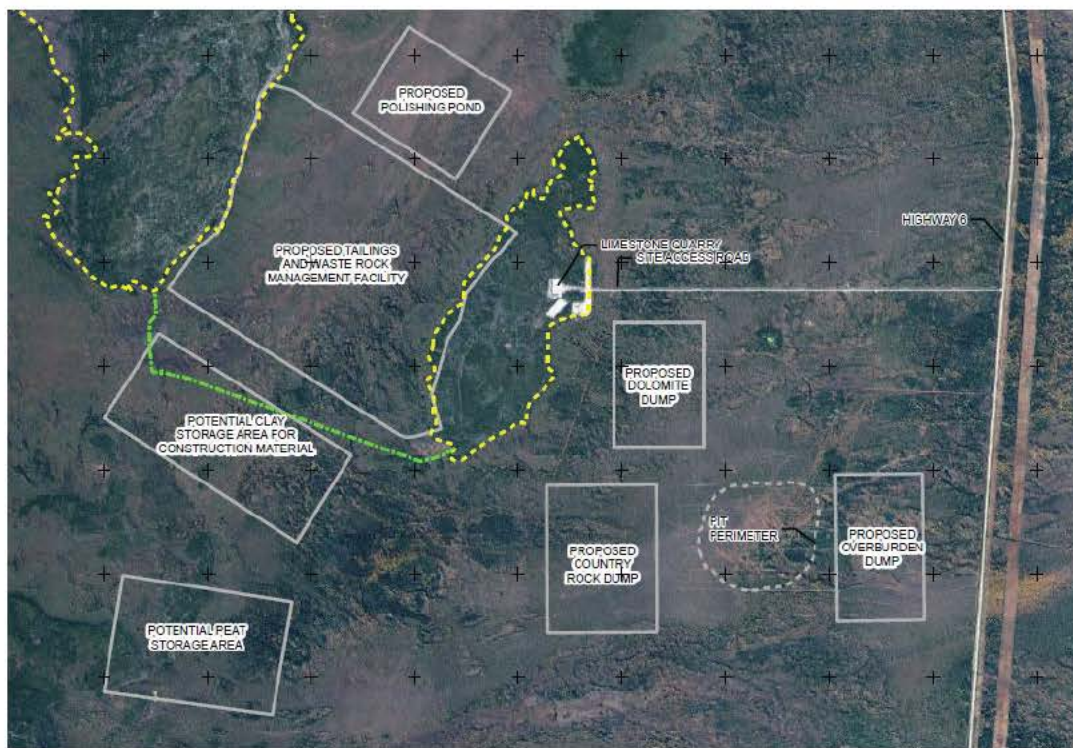 PROPOSED
POLISHING POND
HIGHWAY 6
LIMESTONE QUARRY
SITE ACCESS ROAD
PROPOSED TAILINGS
AND WASTE ROCK
MANAGEMENT FACILITY
PROPOSED
DOLOMITE
DUMP
POTENTIAL CLAY
STORAGE AREA FOR
CONSTRUCTION MATERIAL
PIT
PERIMETER
PROPOSED
OVERBURDEN
DUMP
PROPOSED
COUNTRY
ROCK DUMP
POTENTIAL PEAT
STORAGE AREA